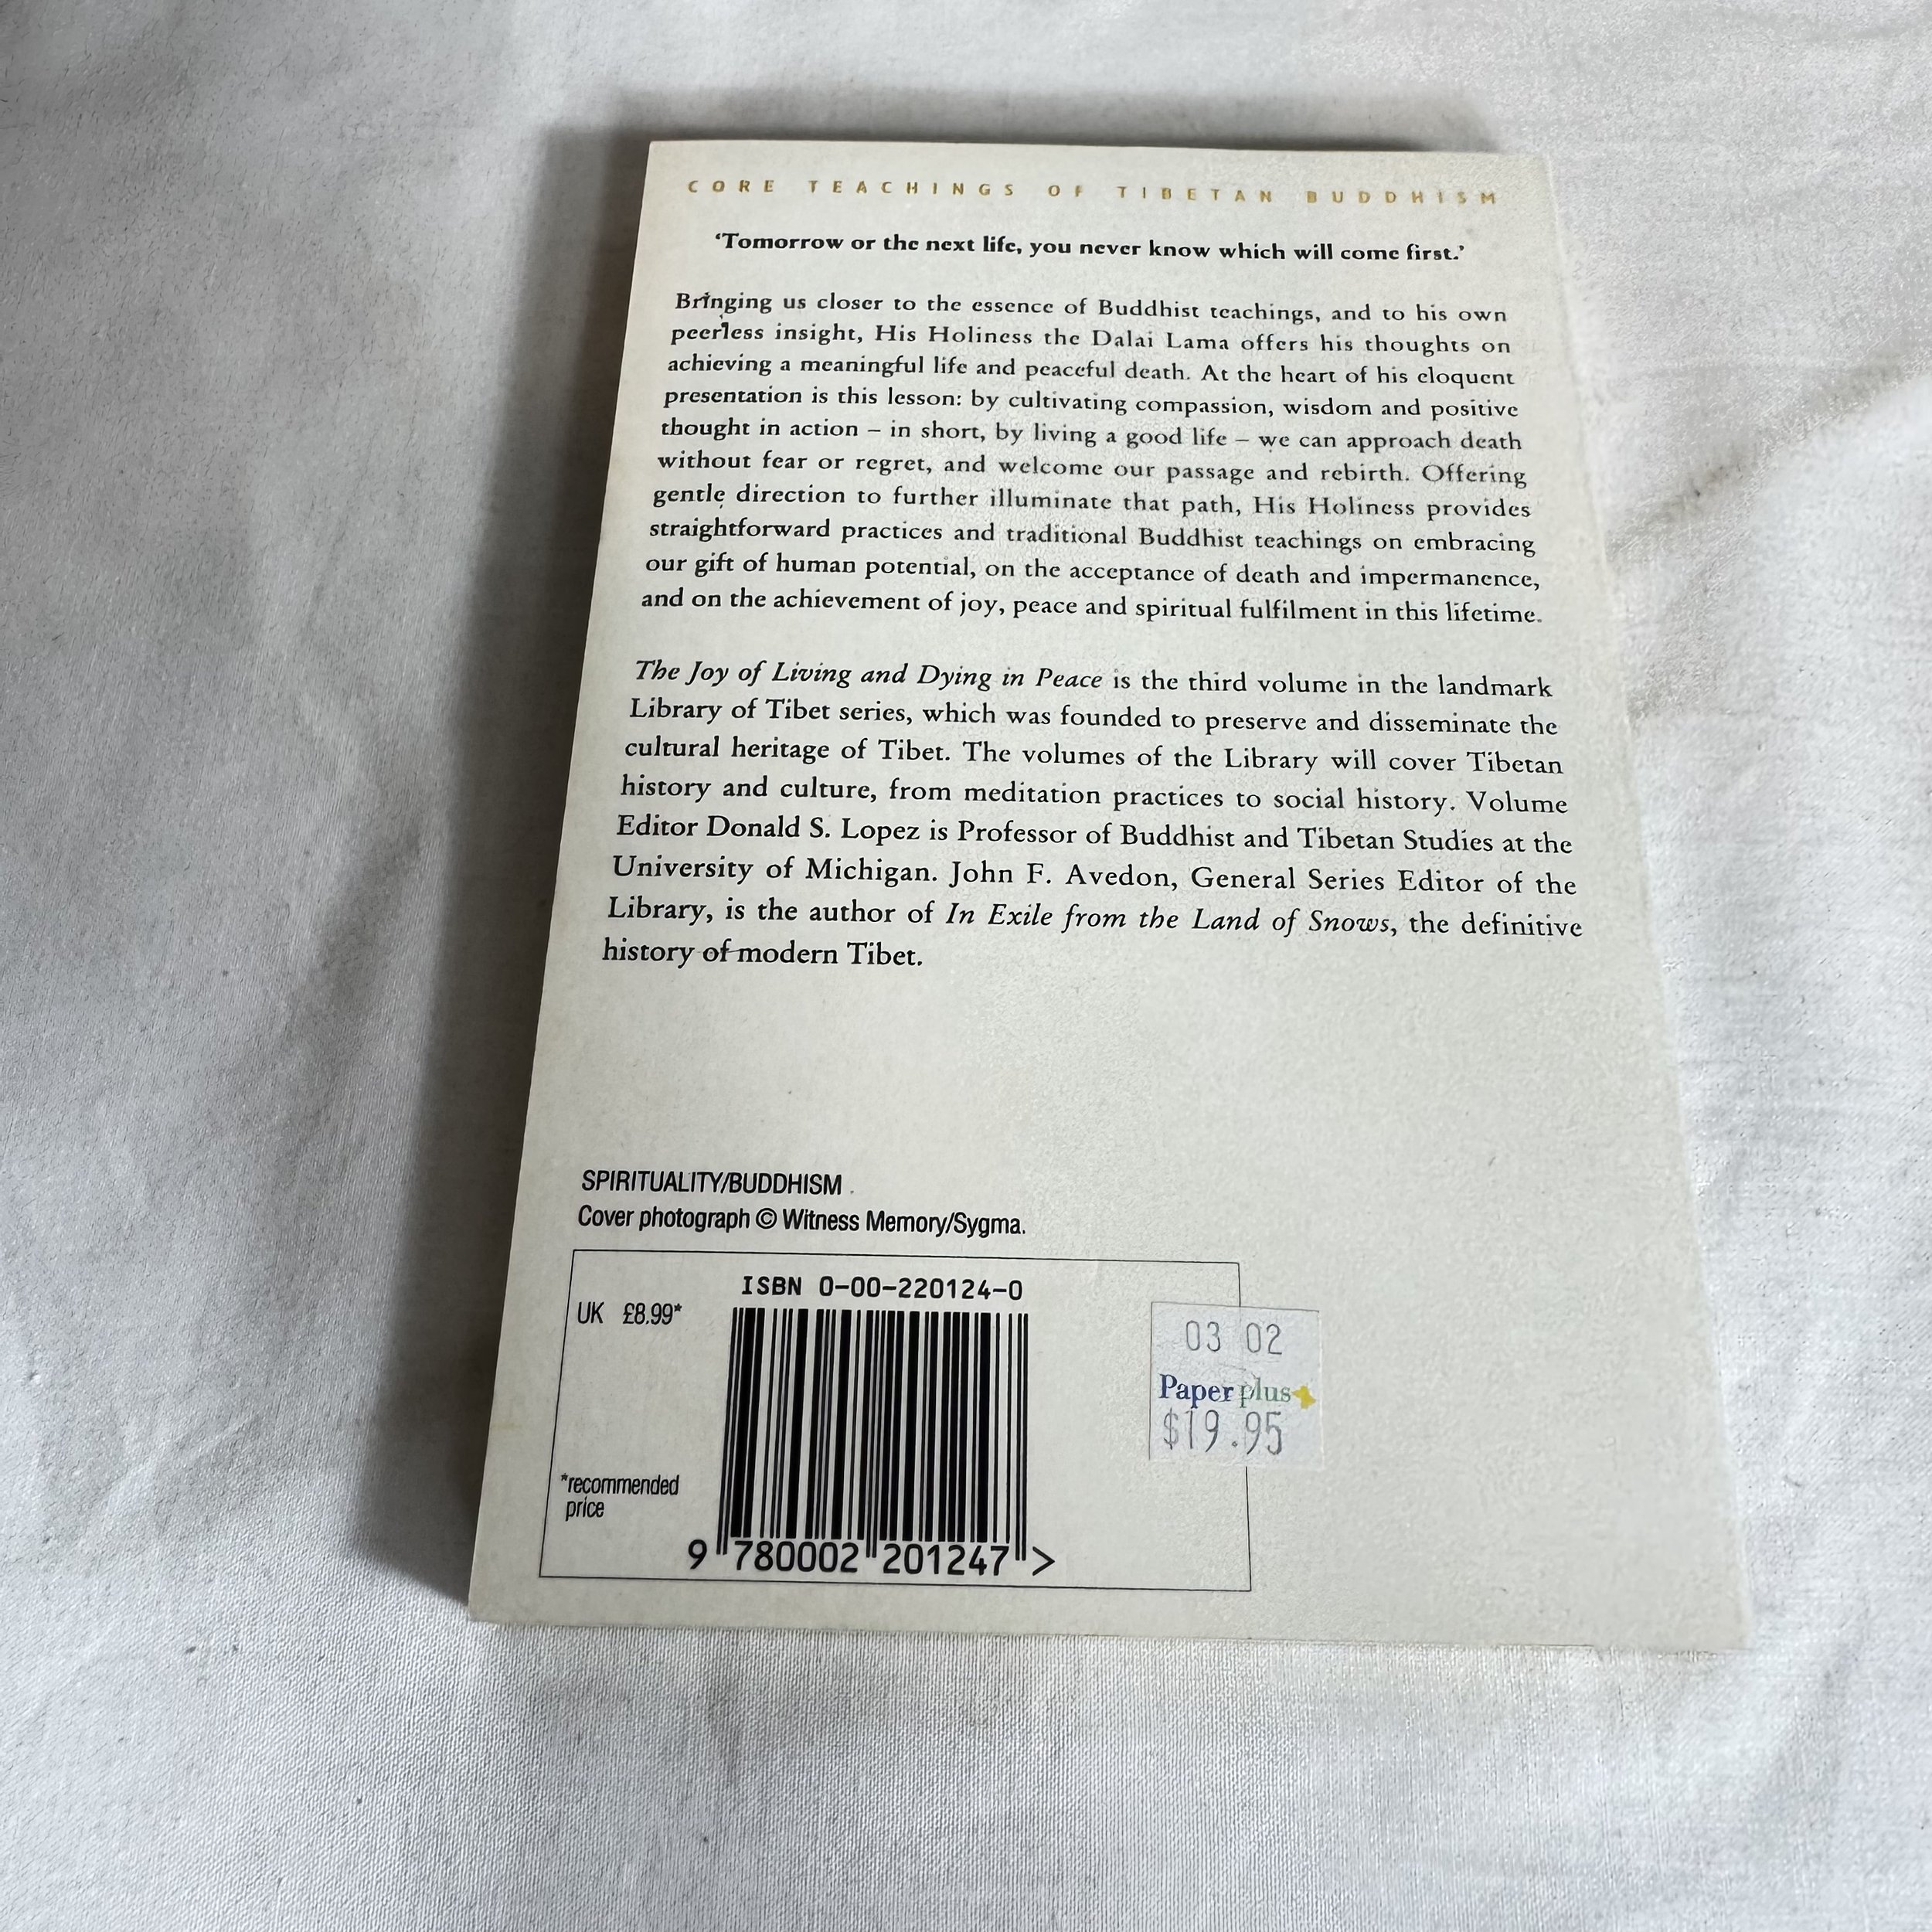 CORE TEACHINGS OF TIBETAN BUDDHISM
‘Tomorrow or the next life, you never know which will come first.’
Bringing us closer to the essence of Buddhist teachings, and to his own
peerless insight, His Holiness the Dalai Lama offers his thoughts on
achieving a meaningful life and peaceful death. At the heart of his eloquent
presentation is this lesson: by cultivating compassion, wisdom and positive
thought in action – in short, by living a good life – we can approach death
without fear or regret, and welcome our passage and rebirth. Offering
gentle direction to further illuminate that path, His Holiness provides
straightforward practices and traditional Buddhist teachings on embracing
our gift of human potential, on the acceptance of death and impermanence,
and on the achievement of joy, peace and spiritual fulfilment in this lifetime.
The Joy of Living and Dying in Peace is the third volume in the landmark
Library of Tibet series, which was founded to preserve and disseminate the
cultural heritage of Tibet. The volumes of the Library will cover Tibetan
history and culture, from meditation practices to social history. Volume
Editor Donald S. Lopez is Professor of Buddhist and Tibetan Studies at the
University of Michigan. John F. Avedon, General Series Editor of the
Library, is the author of In Exile from the Land of Snows, the definitive
history of modern Tibet.
SPIRITUALITY/BUDDHISM
Cover photograph © Witness Memory/Sygma.
ISBN 0-00-220124-0
UK £8.99*
*recommended
price
9 780002 201247 >
03 02
Paper plus
$19.95